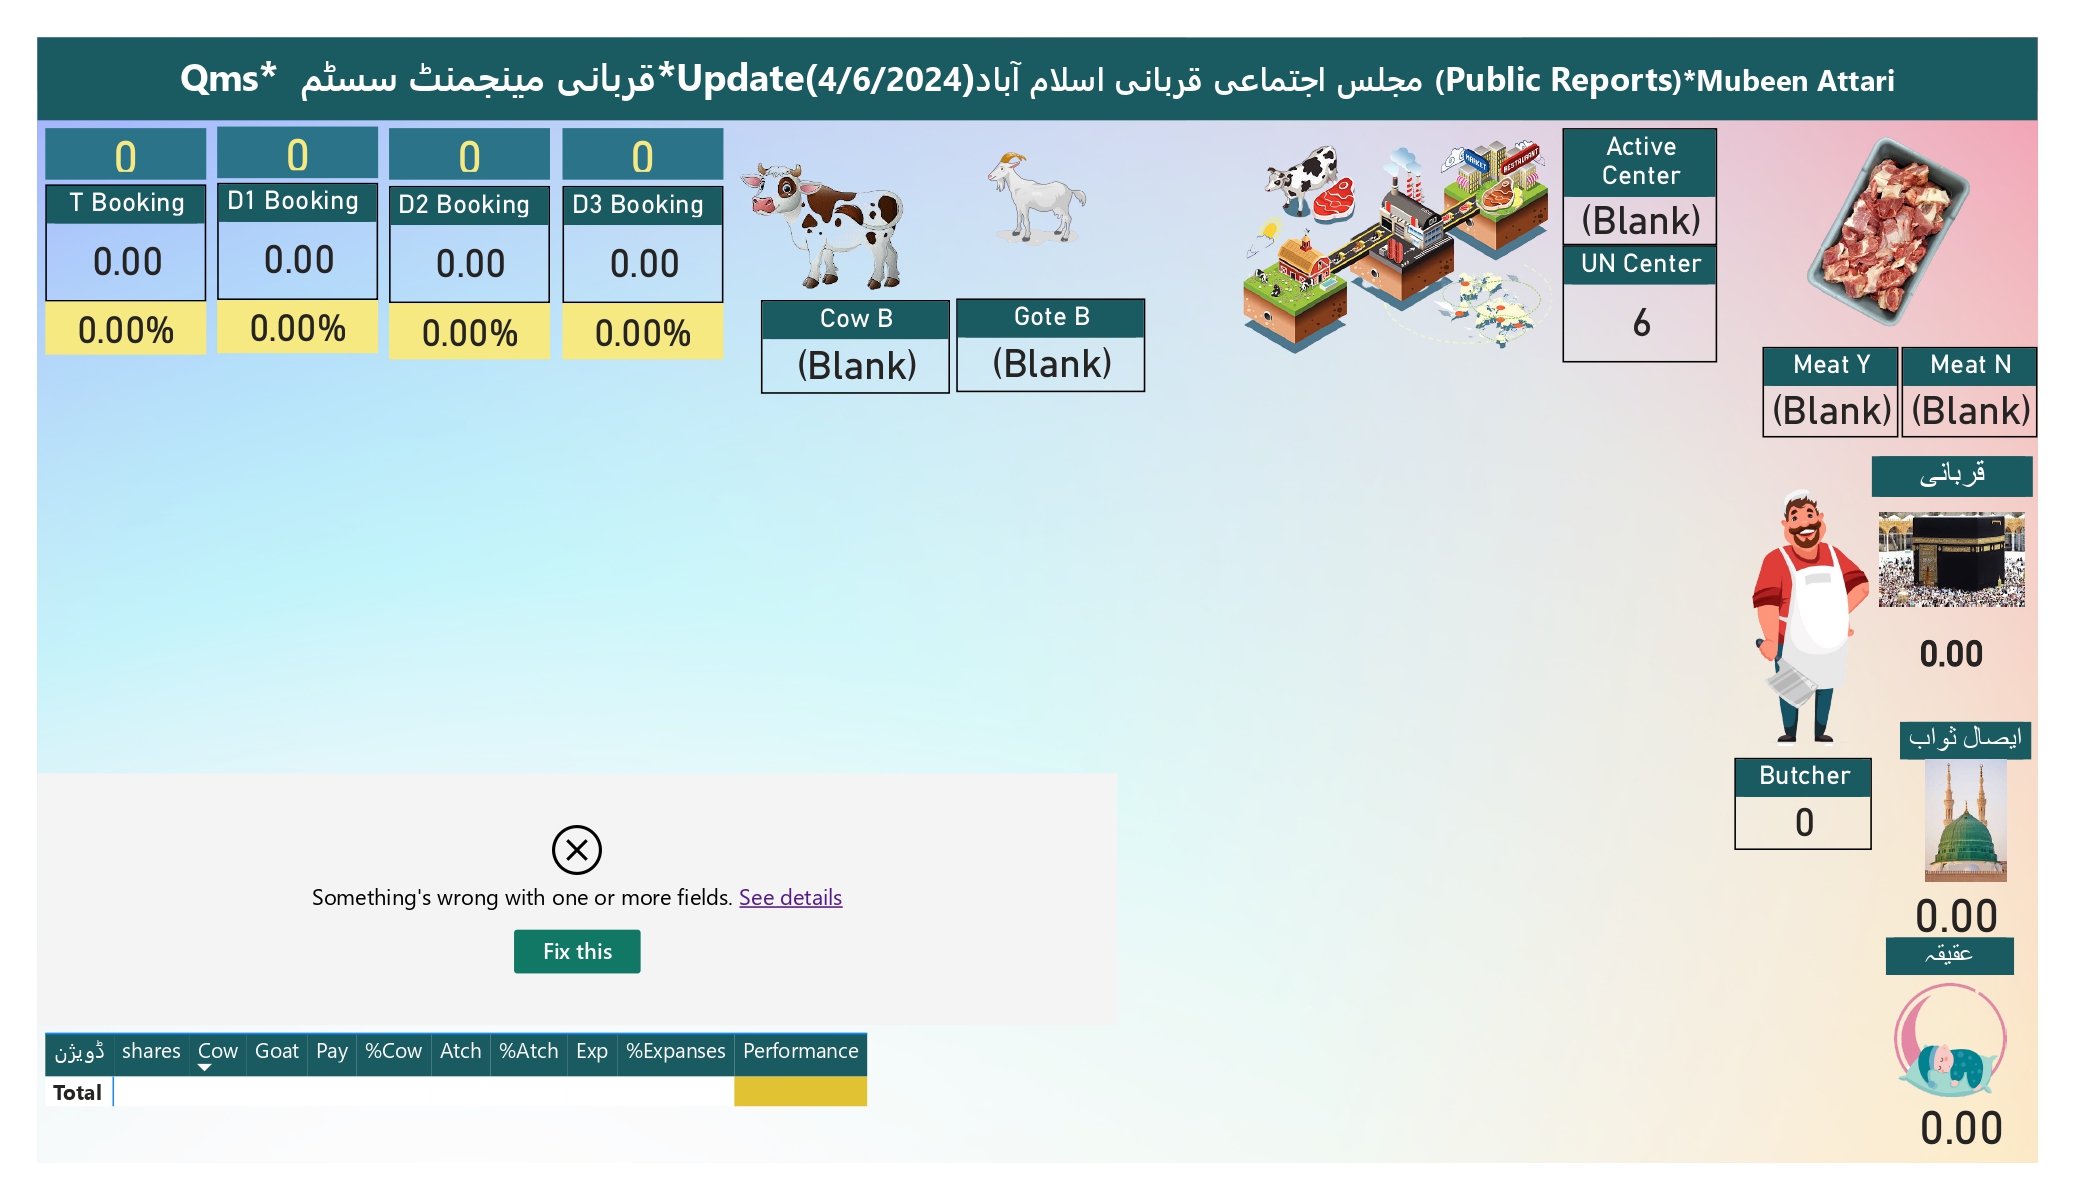 Qms* قربانی مینجمنٹ سسٹم*Update(4/6/2024)مجلس اجتماعی قربانی اسلام آباد (Public Reports)*Mubeen Attari
0
T Booking
0.00
0.00%
0
D1 Booking
0.00
0.00%
0
D2 Booking
0.00
0.00%
0
D3 Booking
0.00
0.00%
Cow B
(Blank)
Gote B
(Blank)
MARKET
RESTAURANT
Active
Center
(Blank)
UN Center
6
Meat Y
(Blank)
Meat N
(Blank)
قربانی
0.00
Butcher
0
ایصال ثواب
0.00
عقیقہ
0.00
Something's wrong with one or more fields. See details
Fix this
ڈویژن shares Cow Goat Pay %Cow Atch %Atch Exp %Expanses Performance
Total